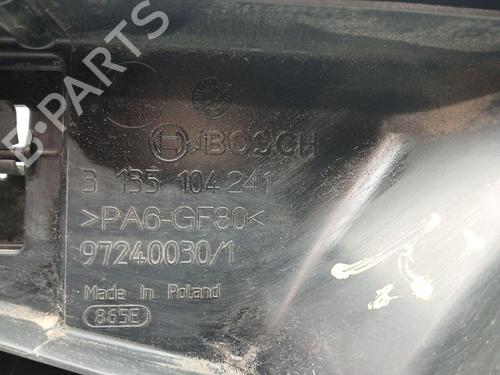 B-PARTS
BOSCH
3 135 104 241
>PA6-GF30<
97240030/1
Made in Poland
865E